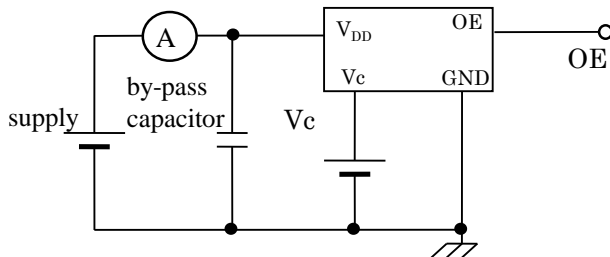 A
V_DD
OE
by-pass
capacitor
supply
Vc
Vc
GND
OE